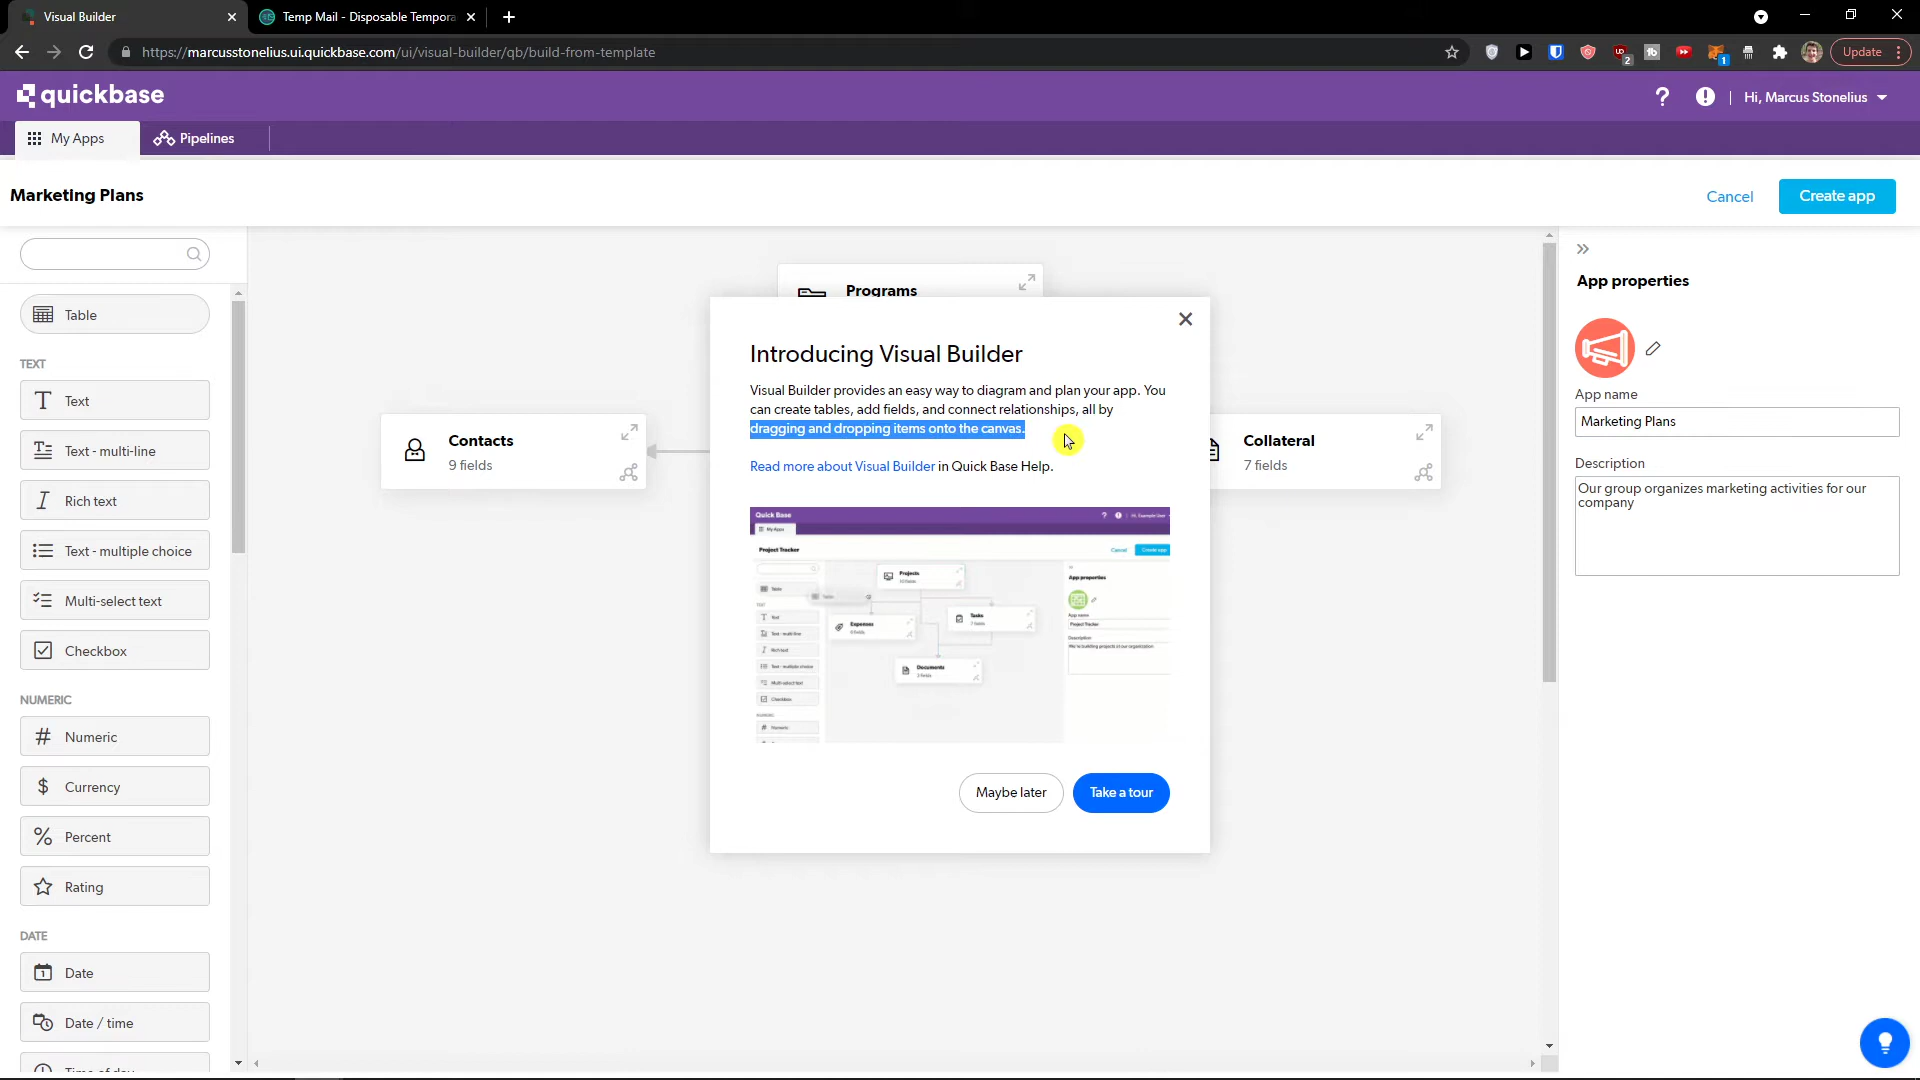 Visual Builder
Temp Mail - Disposable Tempora
https://marcusstonelius.ui.quickbase.com/ui/visual-builder/qb/build-from-template
Update
quickbase
Hi, Marcus Stonelius
My Apps
Pipelines
Marketing Plans
Cancel
Create app
Table
TEXT
Text
Text - multi-line
Rich text
Text - multiple choice
Multi-select text
Checkbox
NUMERIC
Numeric
Currency
Percent
Rating
DATE
Date
Date / time
Time of day
Programs
Contacts
9 fields
Collateral
7 fields
Introducing Visual Builder
Visual Builder provides an easy way to diagram and plan your app. You
can create tables, add fields, and connect relationships, all by
dragging and dropping items onto the canvas.
Read more about Visual Builder in Quick Base Help.
Quick Base
Hi, Example User
My Apps
Project Tracker
Cancel
Create app
Table
Table
TEXT
Text
Text - multi-line
Rich text
Text - multiple choice
Multi-select text
Checkbox
NUMERIC
Numeric
Projects
Expenses
Tasks
7 fields
Documents
App properties
App name
Project Tracker
Description
Maybe later
Take a tour
App properties
App name
Marketing Plans
Description
Our group organizes marketing activities for our
company